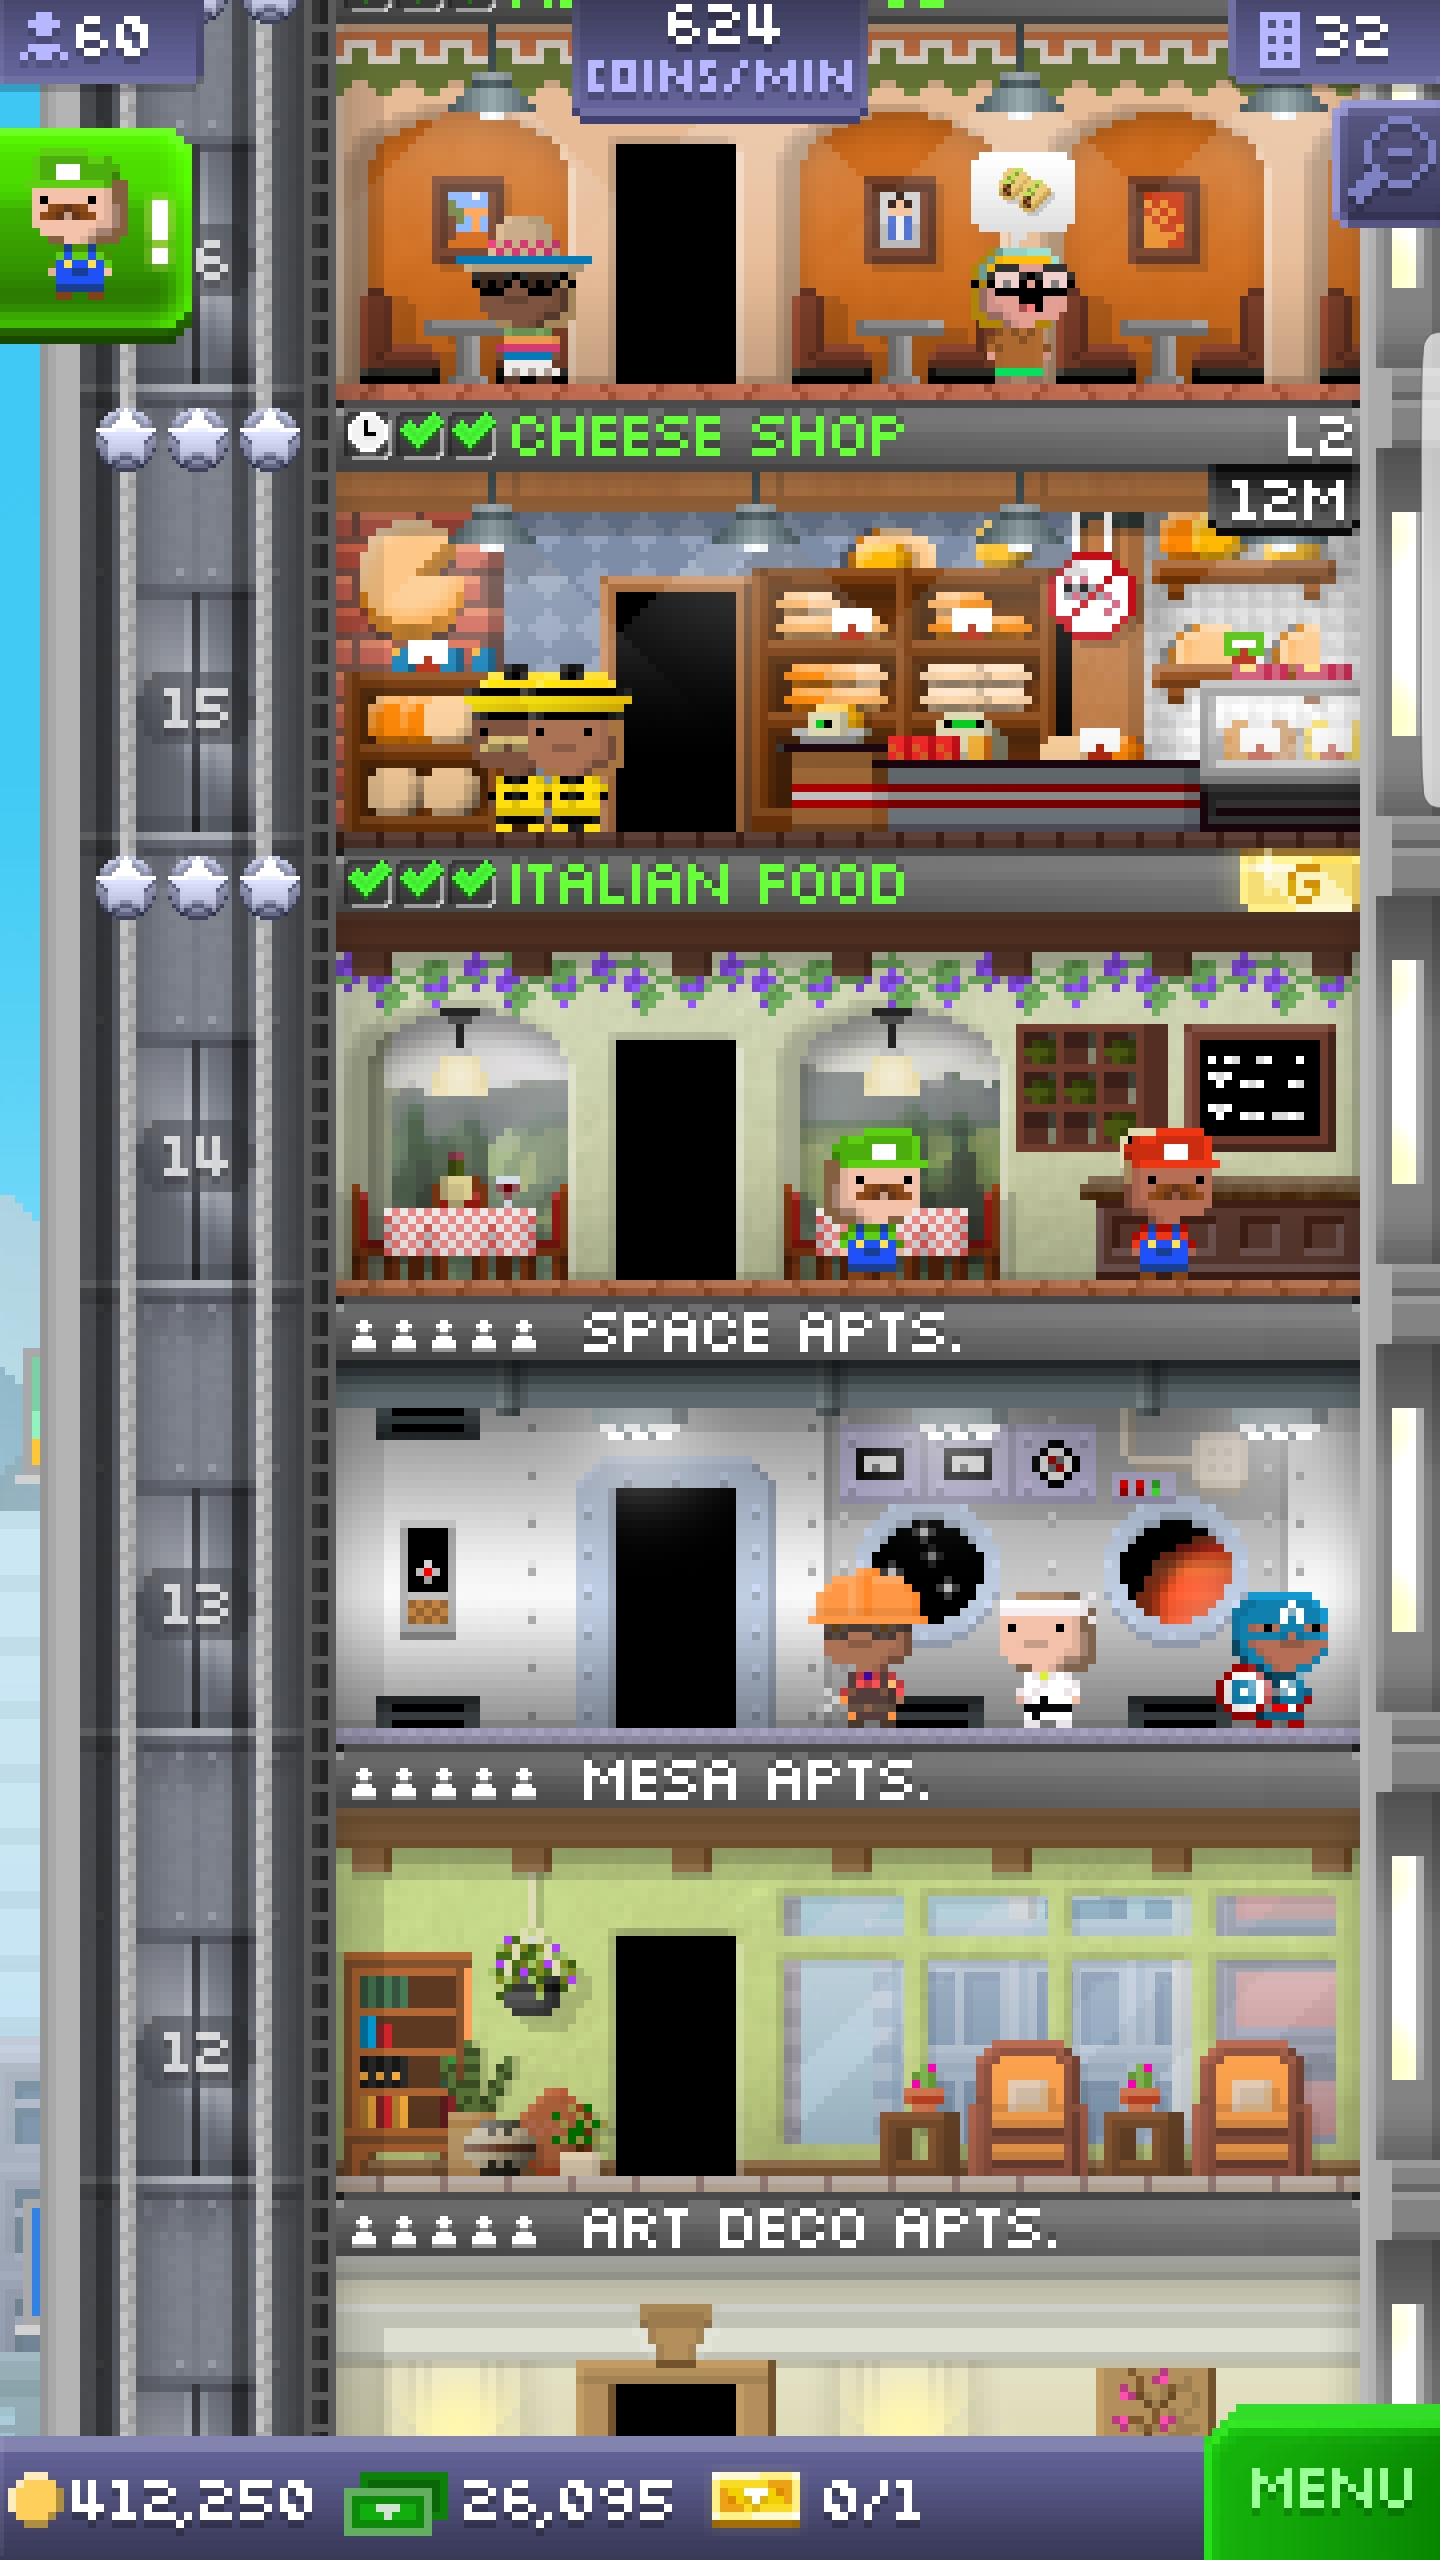 60
624
COINS/MIN
32
6
CHEESE SHOP
L2
12M
15
ITALIAN FOOD
G
14
SPACE APTS.
13
MESA APTS.
12
ART DECO APTS.
412,250
26,095
0/1
MENU